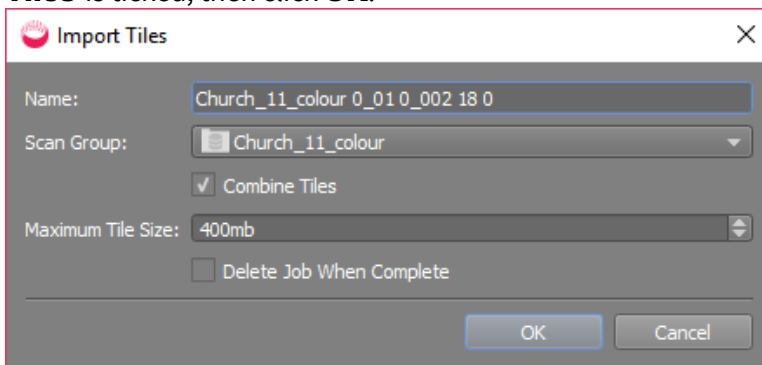 Import Tiles
Name: Church_11_colour 0_01 0_002 18 0
Scan Group: Church_11_colour
Combine Tiles
Maximum Tile Size: 400mb
Delete Job When Complete
OK Cancel